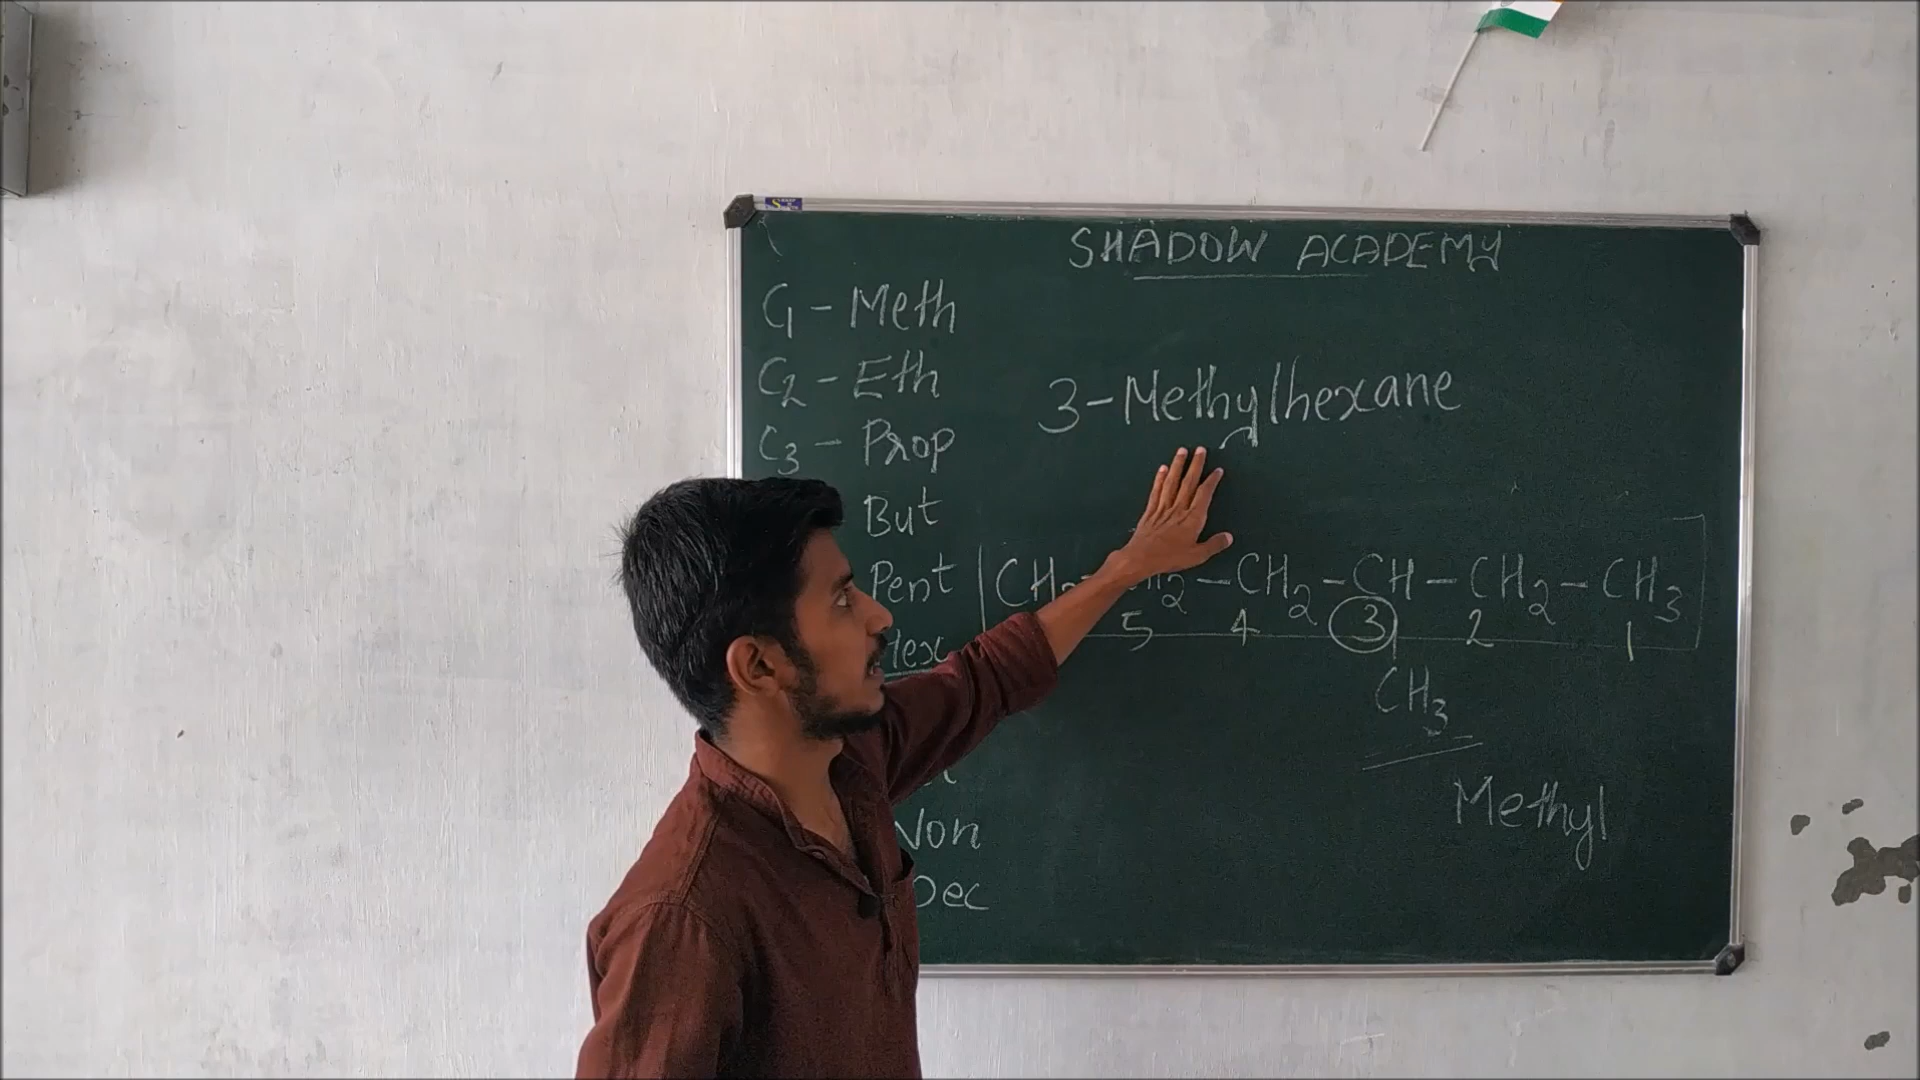 SHADOW ACADEMY
C1 - Meth
C2 - Eth
C3 - Prop
But
Pent
Hex
Non
Dec
3-Methylhexane
CH2 - CH2 - CH2 - CH - CH2 - CH3
5 4 3 2 1
CH3
Methyl